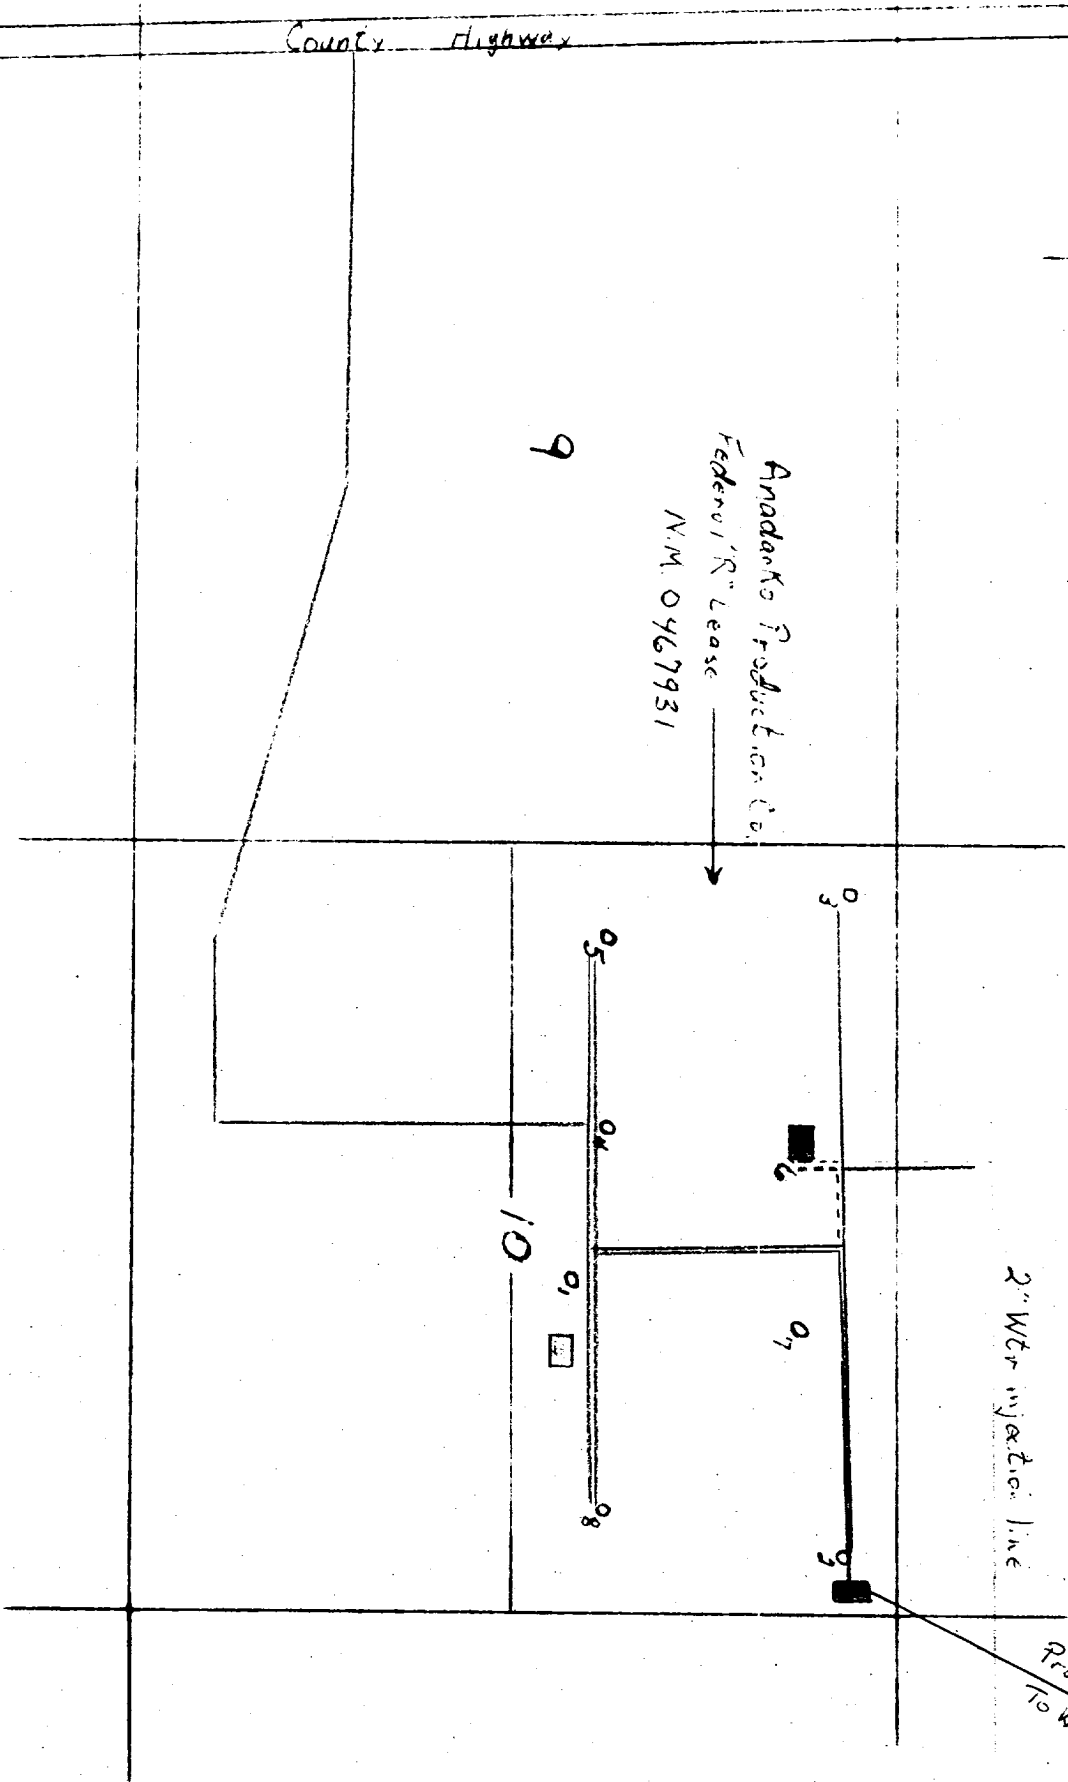 County Highway
9
Anadarko Production Co.
Federal "R" Lease
N.M. 0467931
3
5
4
6
10
1
7
2" Wtr injection line
8
2
To